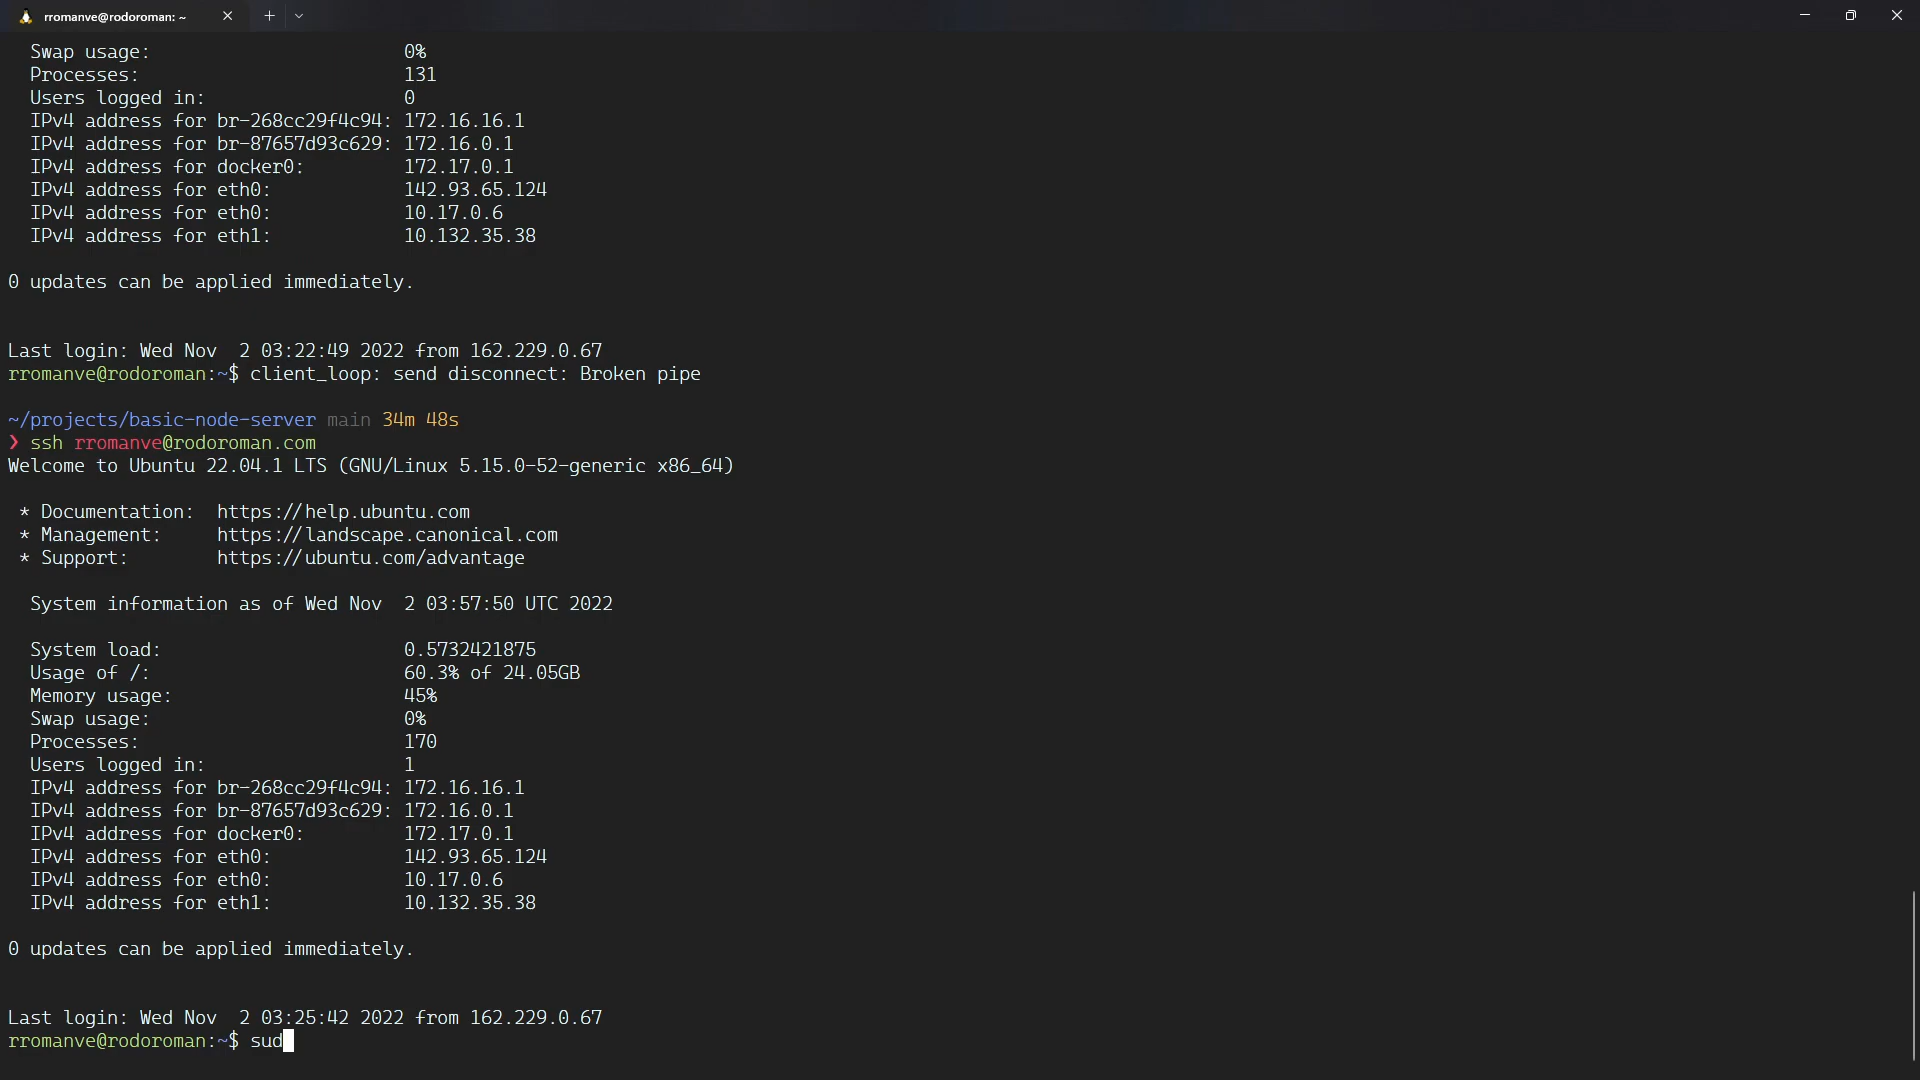 rromanve@rodoroman: ~
Swap usage: 0%
Processes: 131
Users logged in: 0
IPv4 address for br-268cc29f4c94: 172.16.16.1
IPv4 address for br-87657d93c629: 172.16.0.1
IPv4 address for docker0: 172.17.0.1
IPv4 address for eth0: 142.93.65.124
IPv4 address for eth0: 10.17.0.6
IPv4 address for eth1: 10.132.35.38
0 updates can be applied immediately.
Last login: Wed Nov  2 03:22:49 2022 from 162.229.0.67
rromanve@rodoroman:~$ client_loop: send disconnect: Broken pipe
~/projects/basic-node-server main 34m 48s
❯ ssh rromanve@rodoroman.com
Welcome to Ubuntu 22.04.1 LTS (GNU/Linux 5.15.0-52-generic x86_64)
* Documentation:  https://help.ubuntu.com
* Management:     https://landscape.canonical.com
* Support:        https://ubuntu.com/advantage
System information as of Wed Nov  2 03:57:50 UTC 2022
System load: 0.5732421875
Usage of /: 60.3% of 24.05GB
Memory usage: 45%
Swap usage: 0%
Processes: 170
Users logged in: 1
IPv4 address for br-268cc29f4c94: 172.16.16.1
IPv4 address for br-87657d93c629: 172.16.0.1
IPv4 address for docker0: 172.17.0.1
IPv4 address for eth0: 142.93.65.124
IPv4 address for eth0: 10.17.0.6
IPv4 address for eth1: 10.132.35.38
0 updates can be applied immediately.
Last login: Wed Nov  2 03:25:42 2022 from 162.229.0.67
rromanve@rodoroman:~$ sud